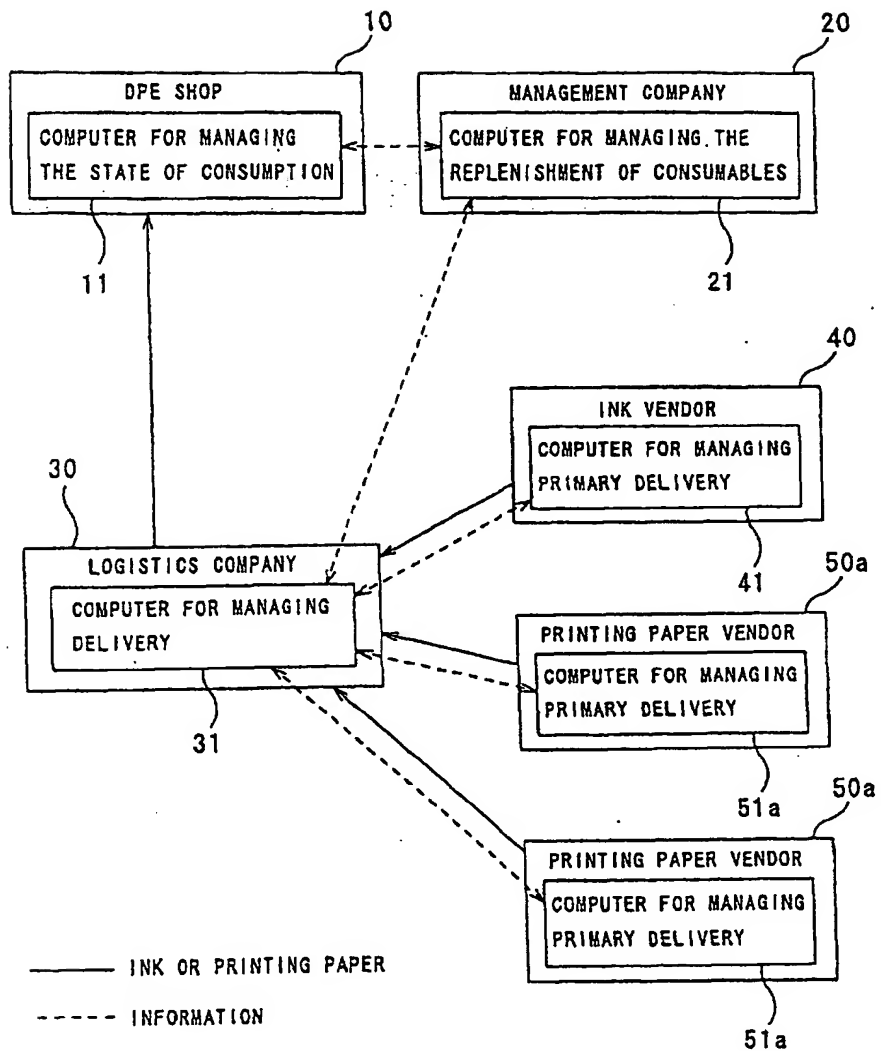 10
20
DPE SHOP
COMPUTER FOR MANAGING
THE STATE OF CONSUMPTION
MANAGEMENT COMPANY
COMPUTER FOR MANAGING THE
REPLENISHMENT OF CONSUMABLES
11
21
40
INK VENDOR
COMPUTER FOR MANAGING
PRIMARY DELIVERY
41
30
LOGISTICS COMPANY
COMPUTER FOR MANAGING
DELIVERY
31
50a
PRINTING PAPER VENDOR
COMPUTER FOR MANAGING
PRIMARY DELIVERY
51a
50a
PRINTING PAPER VENDOR
COMPUTER FOR MANAGING
PRIMARY DELIVERY
51a
INK OR PRINTING PAPER
INFORMATION